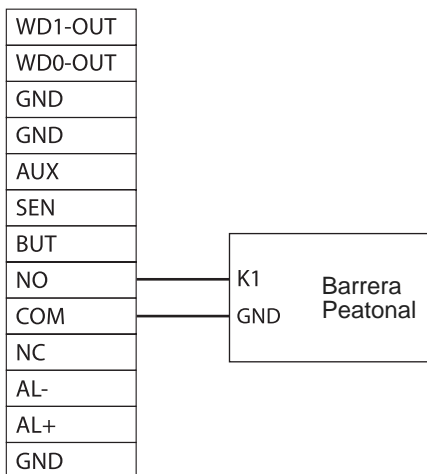 WD1-OUT
WD0-OUT
GND
GND
AUX
SEN
BUT
NO
COM
NC
AL-
AL+
GND
K1
GND
Barrera
Peatonal